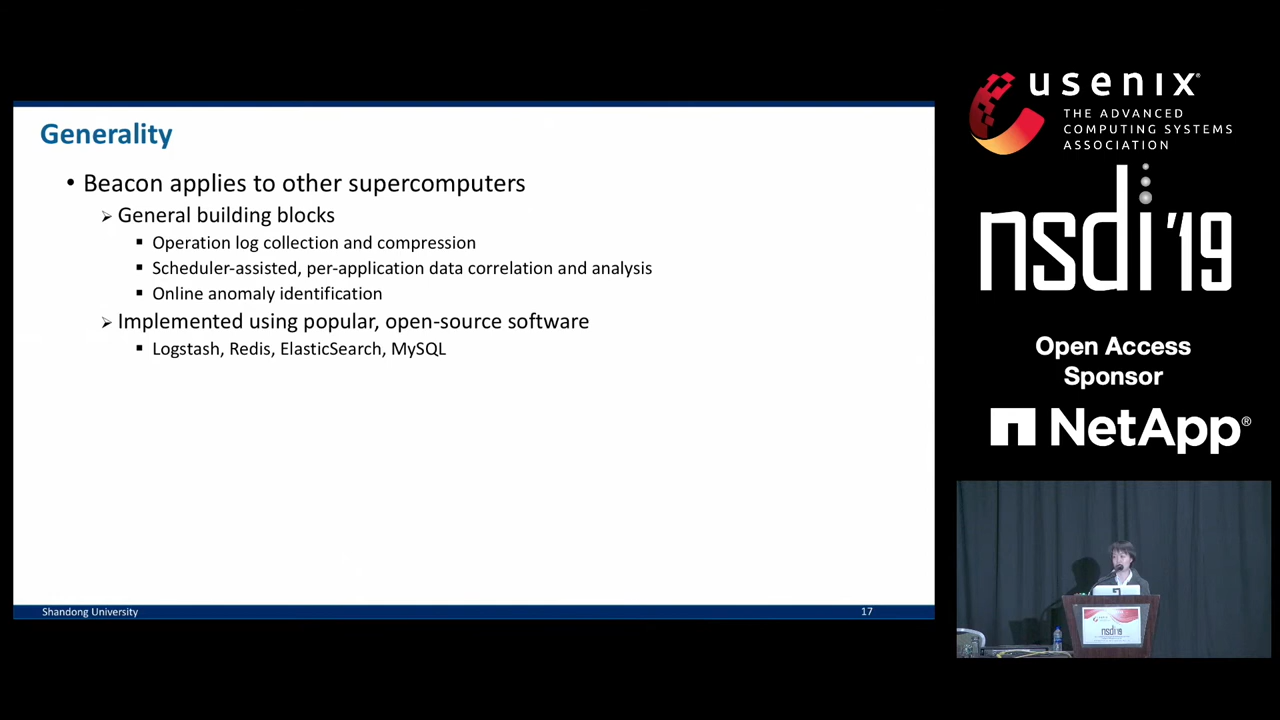 Generality
• Beacon applies to other supercomputers
➢ General building blocks
▪ Operation log collection and compression
▪ Scheduler-assisted, per-application data correlation and analysis
▪ Online anomaly identification
➢ Implemented using popular, open-source software
▪ Logstash, Redis, ElasticSearch, MySQL
Shandong University
17
usenix®
THE ADVANCED
COMPUTING SYSTEMS
ASSOCIATION
nsdi '19
Open Access
Sponsor
NetApp®
nsdi '19